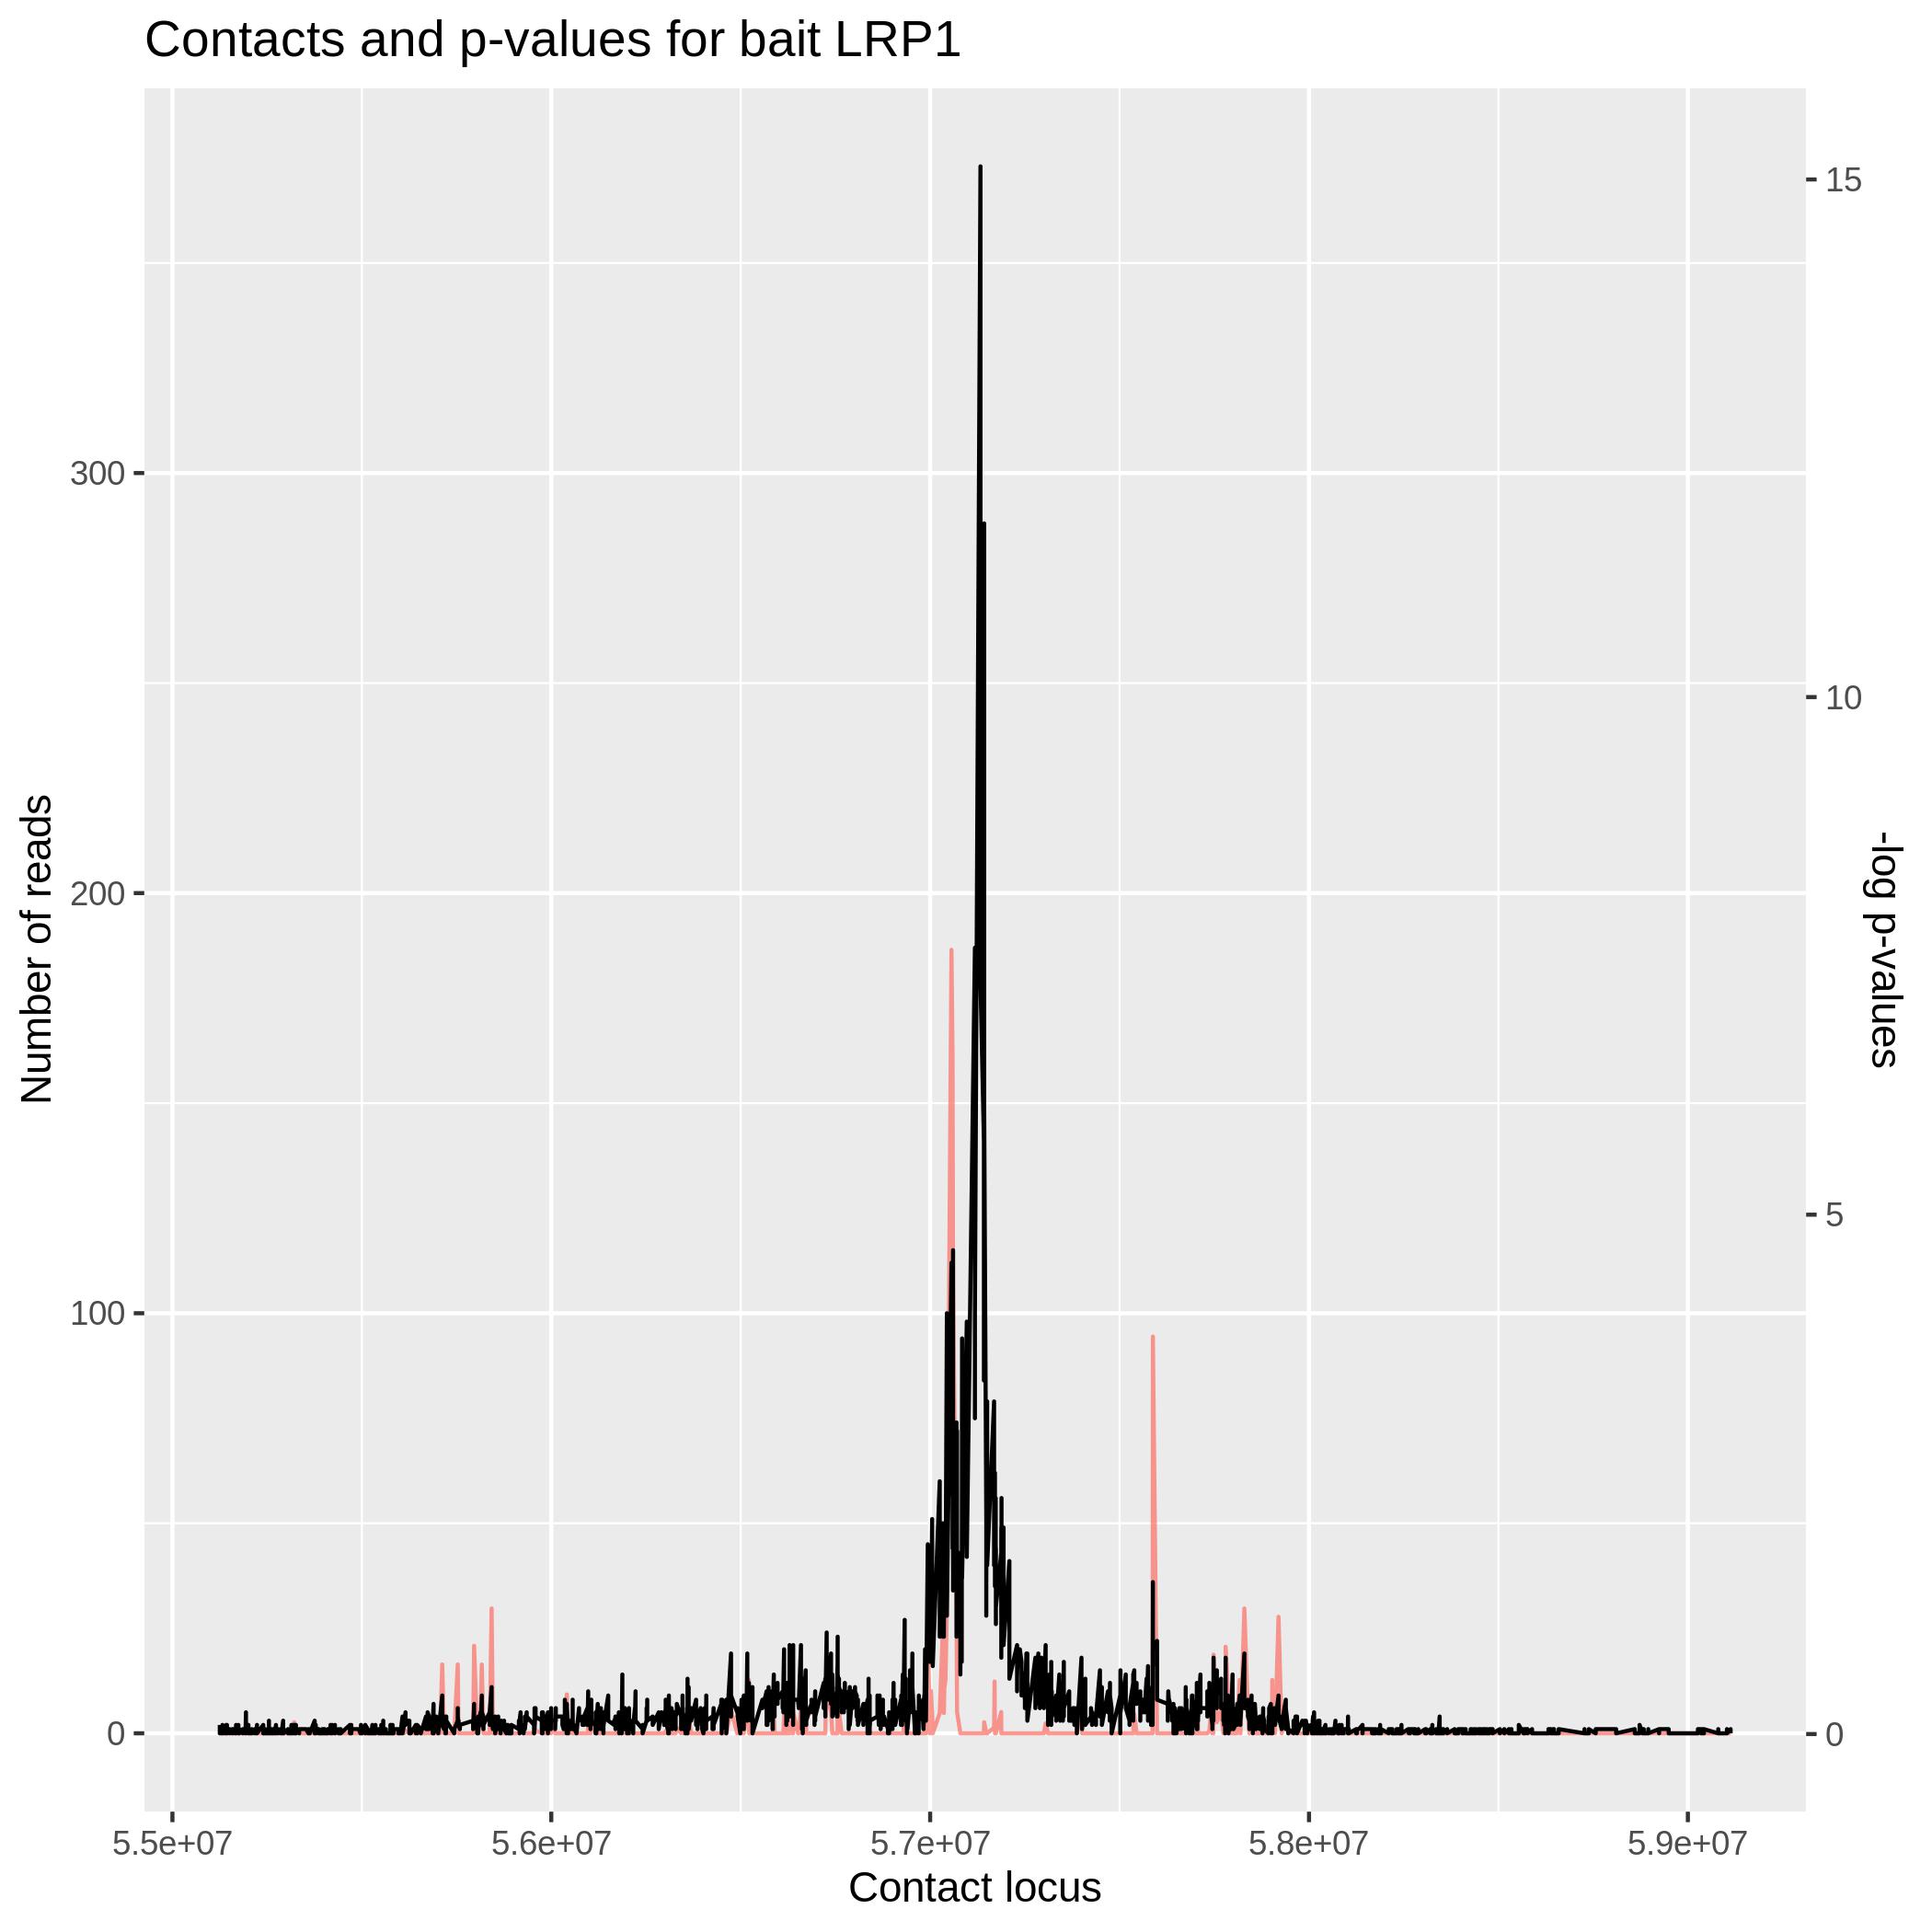 Contacts and p-values for bait LRP1
Number of reads
300
200
100
0
15
10
5
0
-log p-values
5.5e+07
5.6e+07
5.7e+07
5.8e+07
5.9e+07
Contact locus